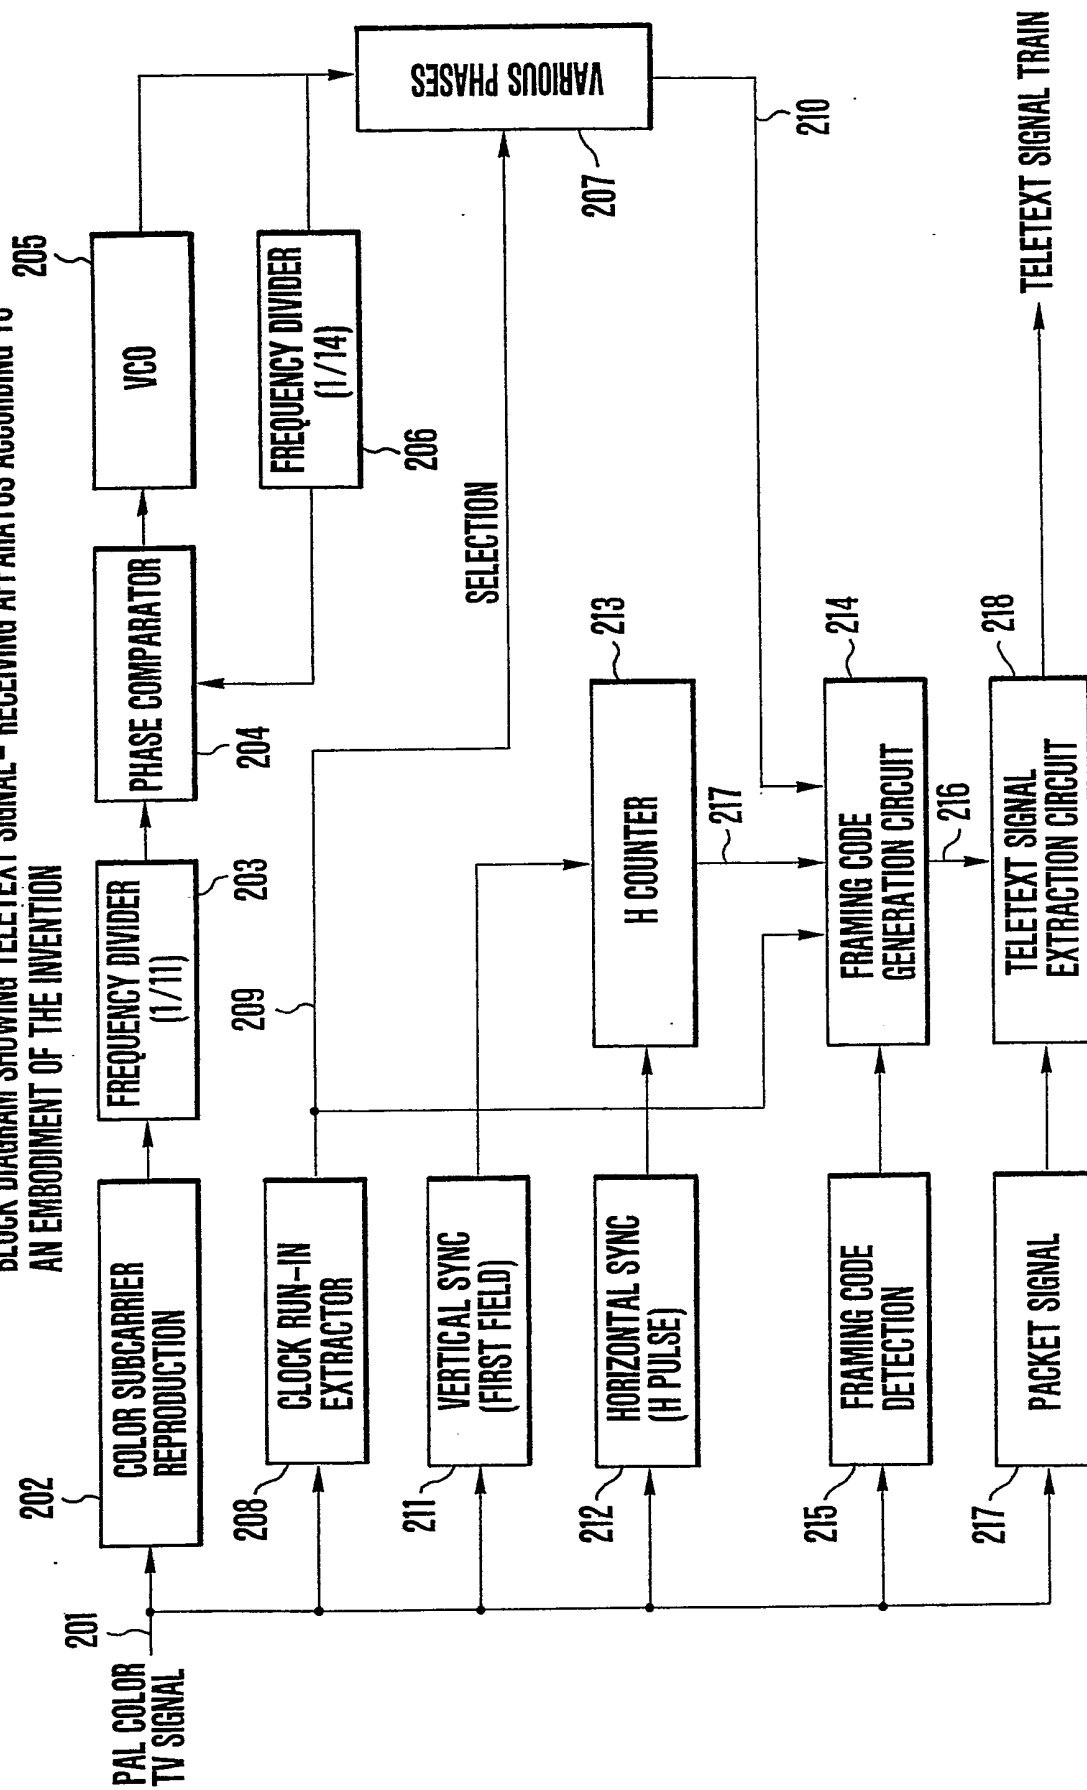 BLOCK DIAGRAM SHOWING TELETEXT SIGNAL - RECEIVING APPARATUS ACCORDING TO
AN EMBODIMENT OF THE INVENTION
PAL COLOR
TV SIGNAL
201
202
COLOR SUBCARRIER
REPRODUCTION
FREQUENCY DIVIDER
(1/11)
203
PHASE COMPARATOR
204
VCO
205
FREQUENCY DIVIDER
(1/14)
206
VARIOUS PHASES
207
208
CLOCK RUN-IN
EXTRACTOR
209
SELECTION
210
211
VERTICAL SYNC
(FIRST FIELD)
212
HORIZONTAL SYNC
(H PULSE)
H COUNTER
213
217
215
FRAMING CODE
DETECTION
FRAMING CODE
GENERATION CIRCUIT
214
216
217
PACKET SIGNAL
TELETEXT SIGNAL
EXTRACTION CIRCUIT
218
TELETEXT SIGNAL TRAIN